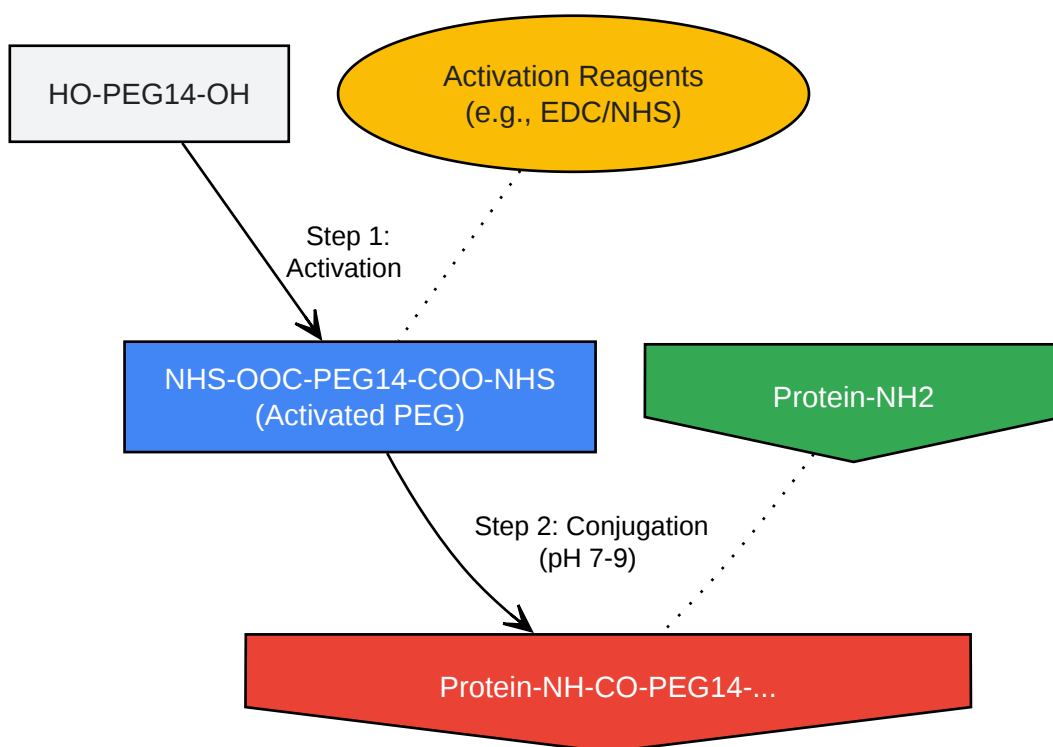 HO-PEG14-OH
Activation Reagents
(e.g., EDC/NHS)
Step 1:
Activation
NHS-OOC-PEG14-COO-NHS
(Activated PEG)
Protein-NH2
Step 2: Conjugation
(pH 7-9)
Protein-NH-CO-PEG14-...